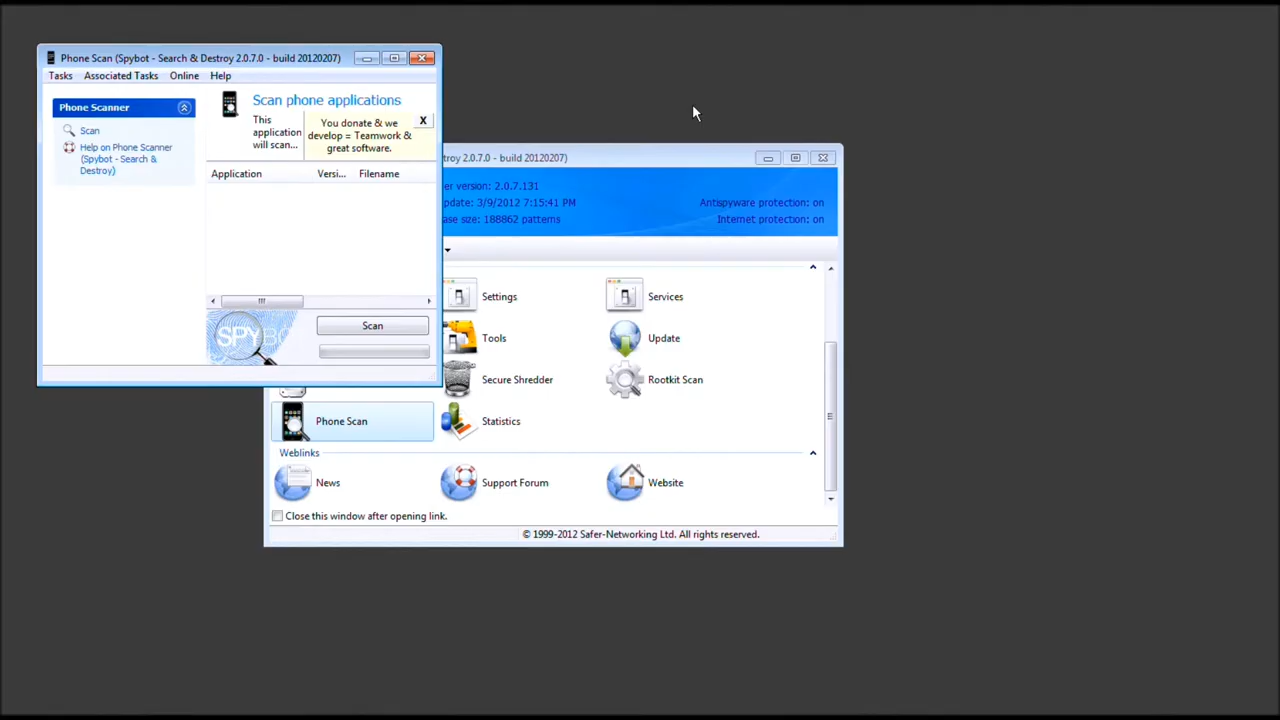 Phone Scan (Spybot - Search & Destroy 2.0.7.0 - build 20120207)
Tasks Associated Tasks Online Help
Phone Scanner
Scan
Help on Phone Scanner
(Spybot - Search &
Destroy)
Scan phone applications
This
application
will scan...
You donate & we
develop = Teamwork &
great software.
X
Application Versi... Filename
Scan
troy 2.0.7.0 - build 20120207)
er version: 2.0.7.131
pdate: 3/9/2012 7:15:41 PM
ase size: 188862 patterns
Antispyware protection: on
Internet protection: on
Settings
Services
Tools
Update
Secure Shredder
Rootkit Scan
Phone Scan
Statistics
Weblinks
News
Support Forum
Website
Close this window after opening link.
© 1999-2012 Safer-Networking Ltd. All rights reserved.